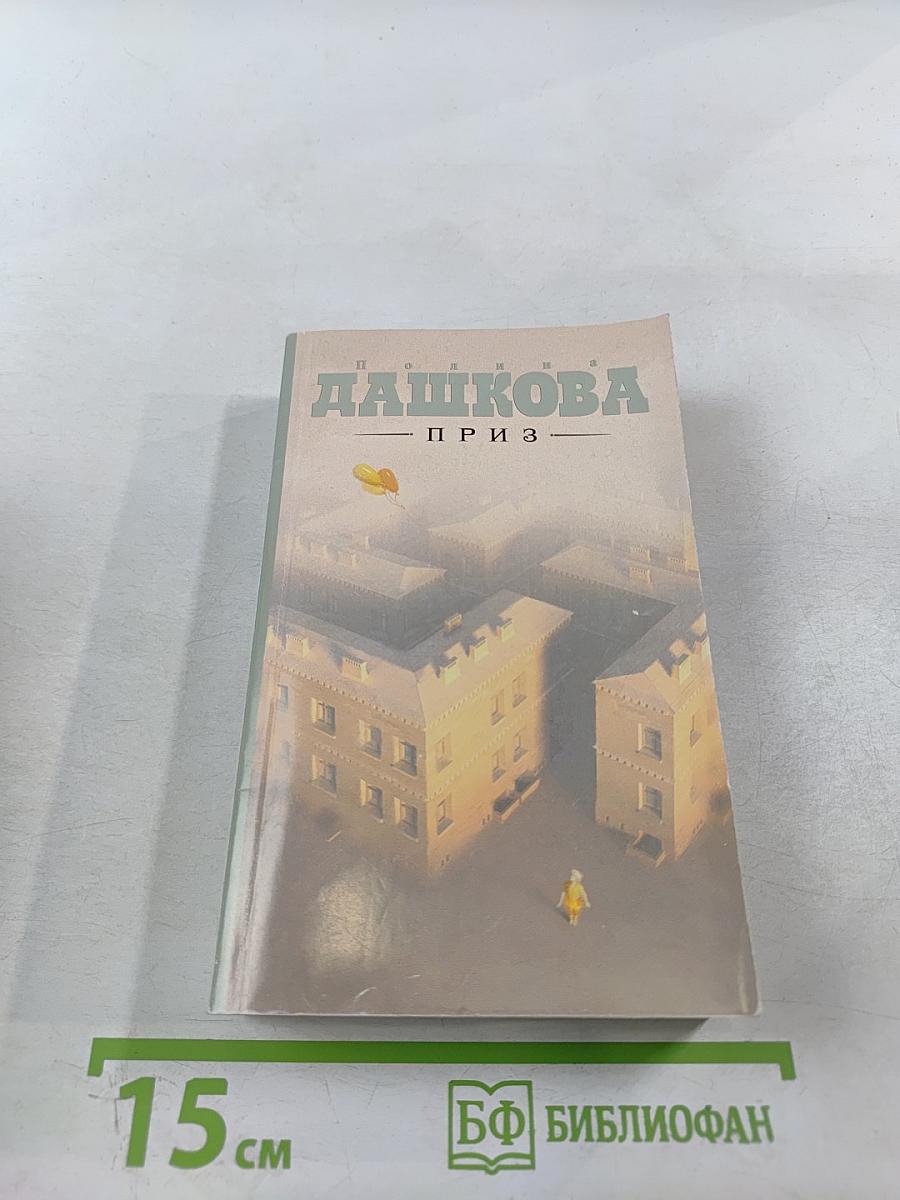 Полина
ДАШКОВА
ПРИЗ
15 см
БФ БИБЛИОФАН